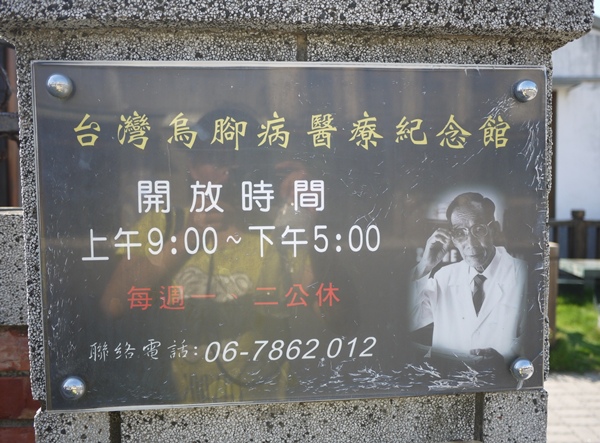 台灣烏腳病醫療紀念館
開放時間
上午9:00~下午5:00
每週一 二公休
聯絡電話:06-7862012